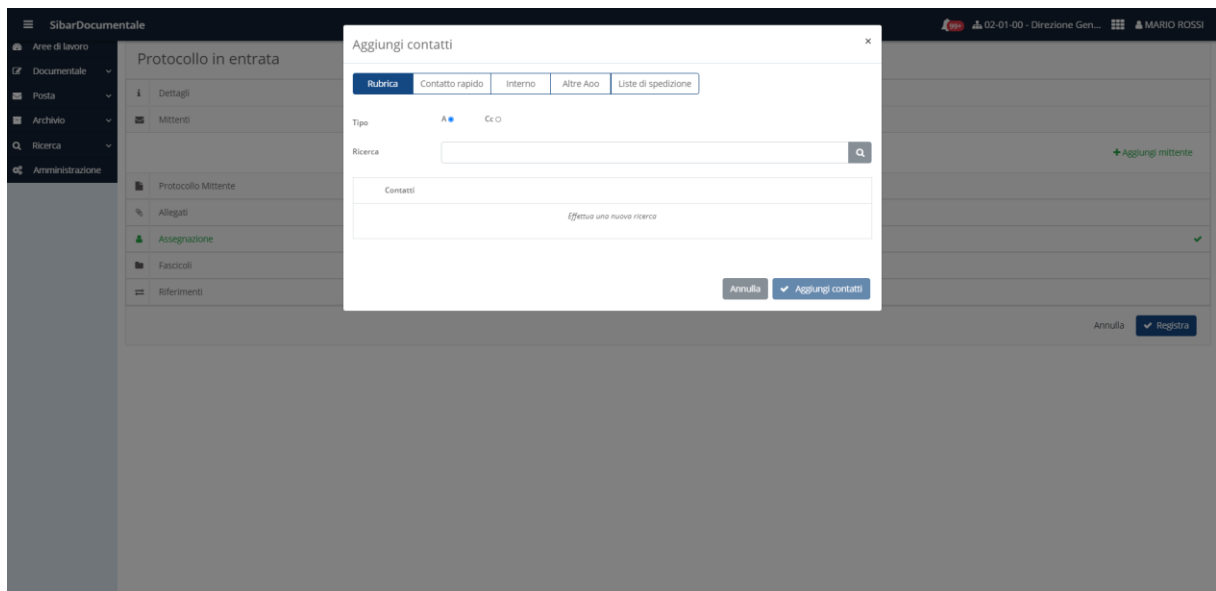 SibarDocumentale
99+ 02-01-00 - Direzione Gen... MARIO ROSSI
Aree di lavoro
Documentale
Posta
Archivio
Ricerca
Amministrazione
Protocollo in entrata
Dettagli
Mittenti
+ Aggiungi mittente
Protocollo Mittente
Allegati
Assegnazione
Fascicoli
Riferimenti
Annulla Registra
Aggiungi contatti ×
Rubrica Contatto rapido Interno Altre Aoo Liste di spedizione
Tipo A Cc
Ricerca
Contatti
Effettua una nuova ricerca
Annulla Aggiungi contatti